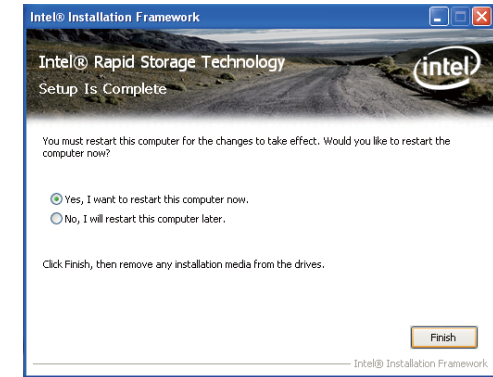 Intel® Installation Framework
Intel® Rapid Storage Technology
Setup Is Complete
intel
You must restart this computer for the changes to take effect. Would you like to restart the
computer now?
Yes, I want to restart this computer now.
No, I will restart this computer later.
Click Finish, then remove any installation media from the drives.
Finish
Intel® Installation Framework